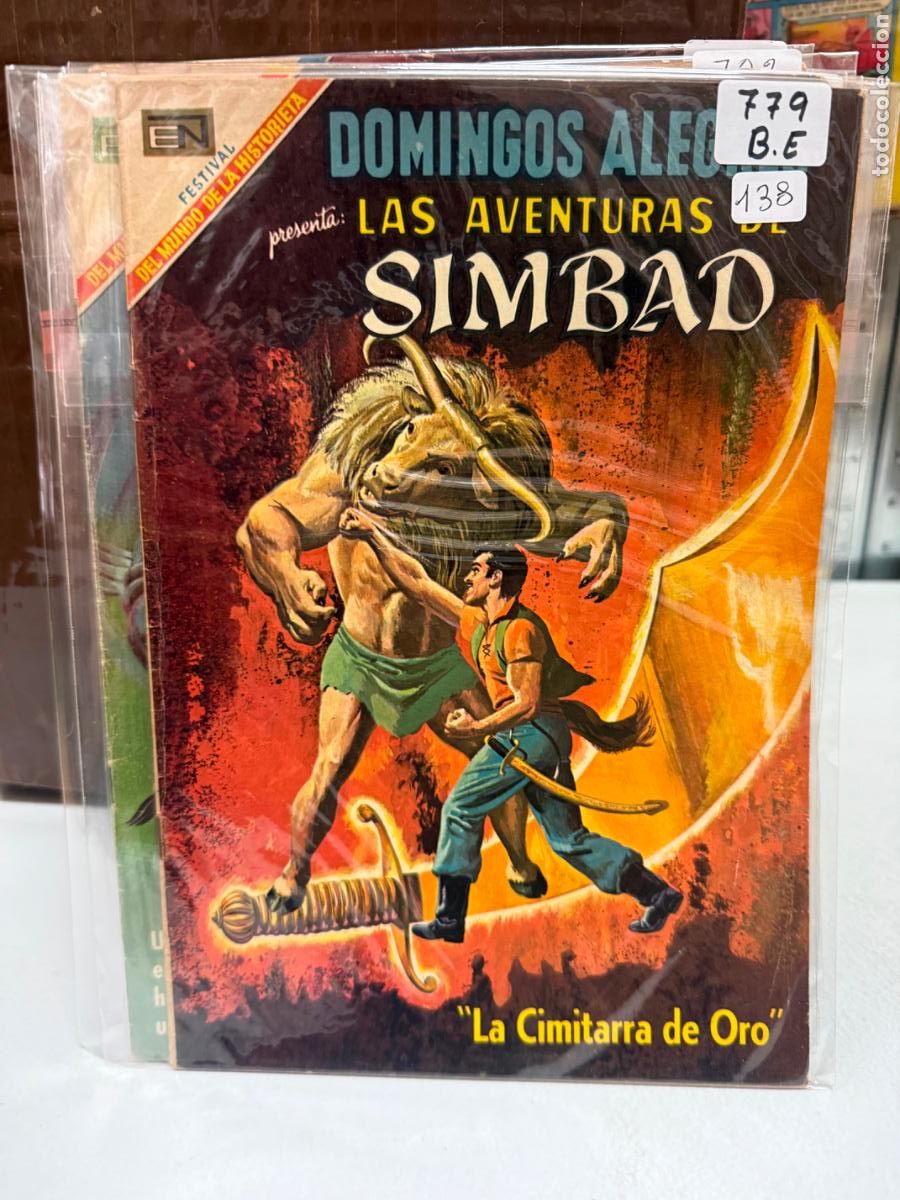 EN
FESTIVAL
DEL MUNDO DE LA HISTORIETA
DOMINGOS ALEG
presenta: LAS AVENTURAS DE
SIMBAD
779
B.E
138
"La Cimitarra de Oro"
DEL M
U
e
h
u
todocoleccion